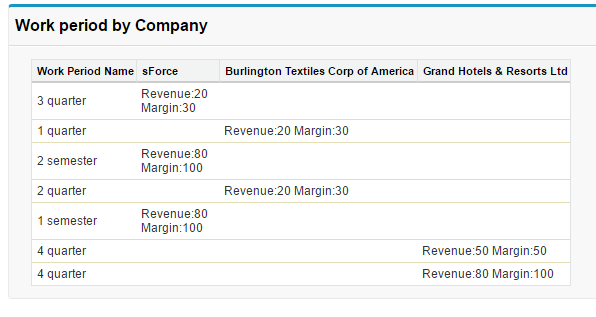 Work period by Company
Work Period Name sForce Burlington Textiles Corp of America Grand Hotels & Resorts Ltd
3 quarter Revenue:20
Margin:30
1 quarter Revenue:20 Margin:30
2 semester Revenue:80
Margin:100
2 quarter Revenue:20 Margin:30
1 semester Revenue:80
Margin:100
4 quarter Revenue:50 Margin:50
4 quarter Revenue:80 Margin:100